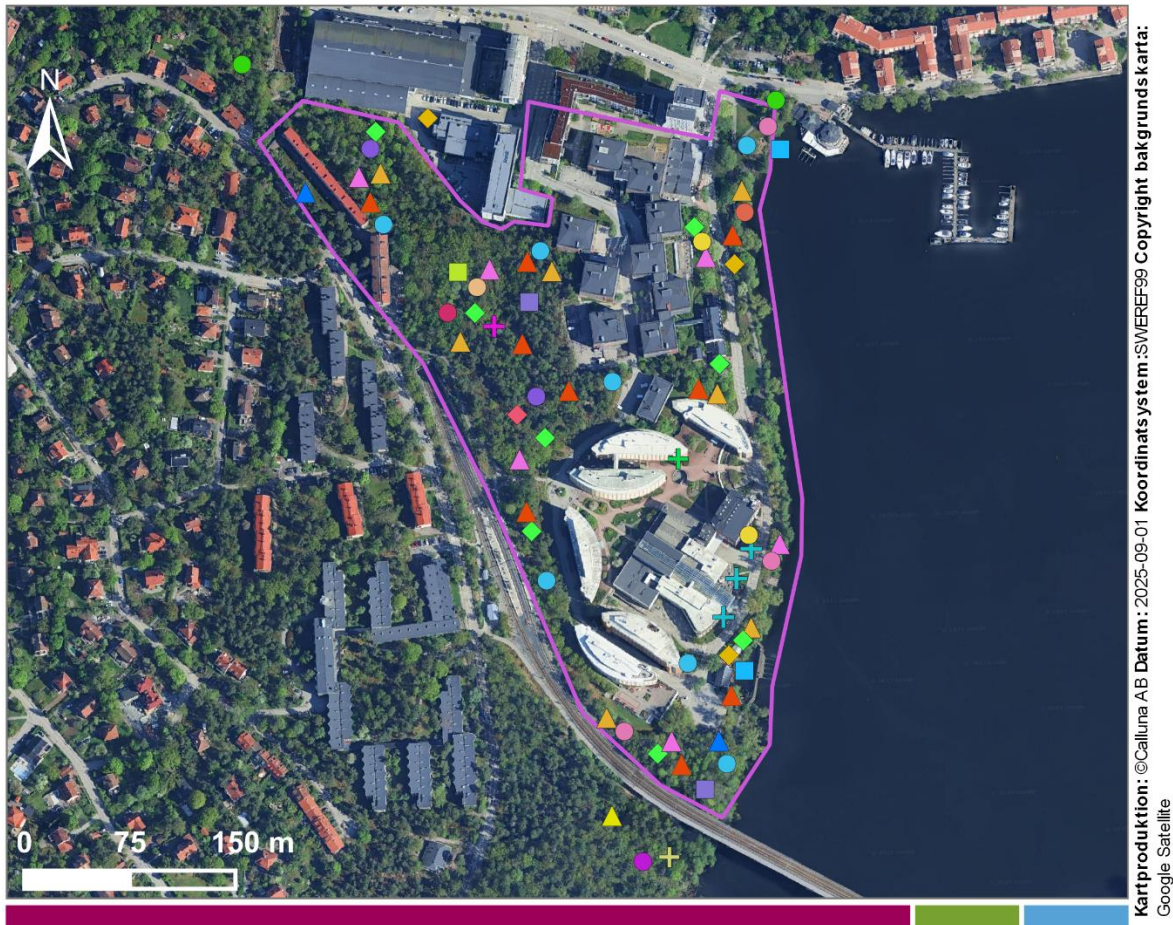 N
0 75 150 m
Kartproduktion: ©Calluna AB Datum: 2025-09-01 Koordinatsystem :SWEREF99 Copyright bakgrundskarta:
Google Satellite